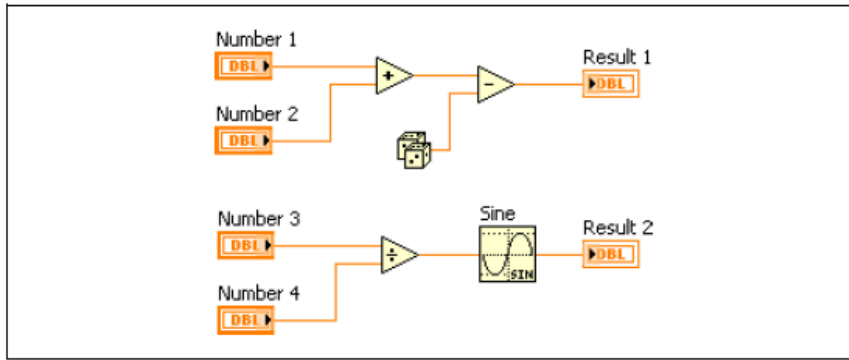 Number 1
DBL
+
-
Result 1
DBL
Number 2
DBL
Number 3
DBL
÷
Sine
SIN
Result 2
DBL
Number 4
DBL